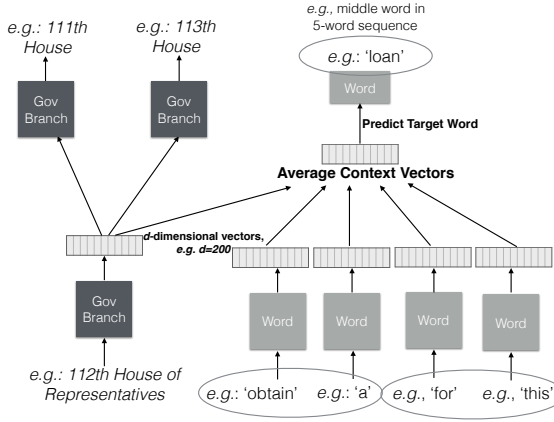 e.g., middle word in
5-word sequence
e.g.: 111th
House
e.g.: 113th
House
e.g.: ‘loan’
Gov
Branch
Gov
Branch
Word
Predict Target Word
Average Context Vectors
d-dimensional vectors,
e.g. d=200
Gov
Branch
Word
Word
Word
Word
e.g.: 112th House of
Representatives
e.g.: ‘obtain’
e.g.: ‘a’
e.g., ‘for’
e.g., ‘this’